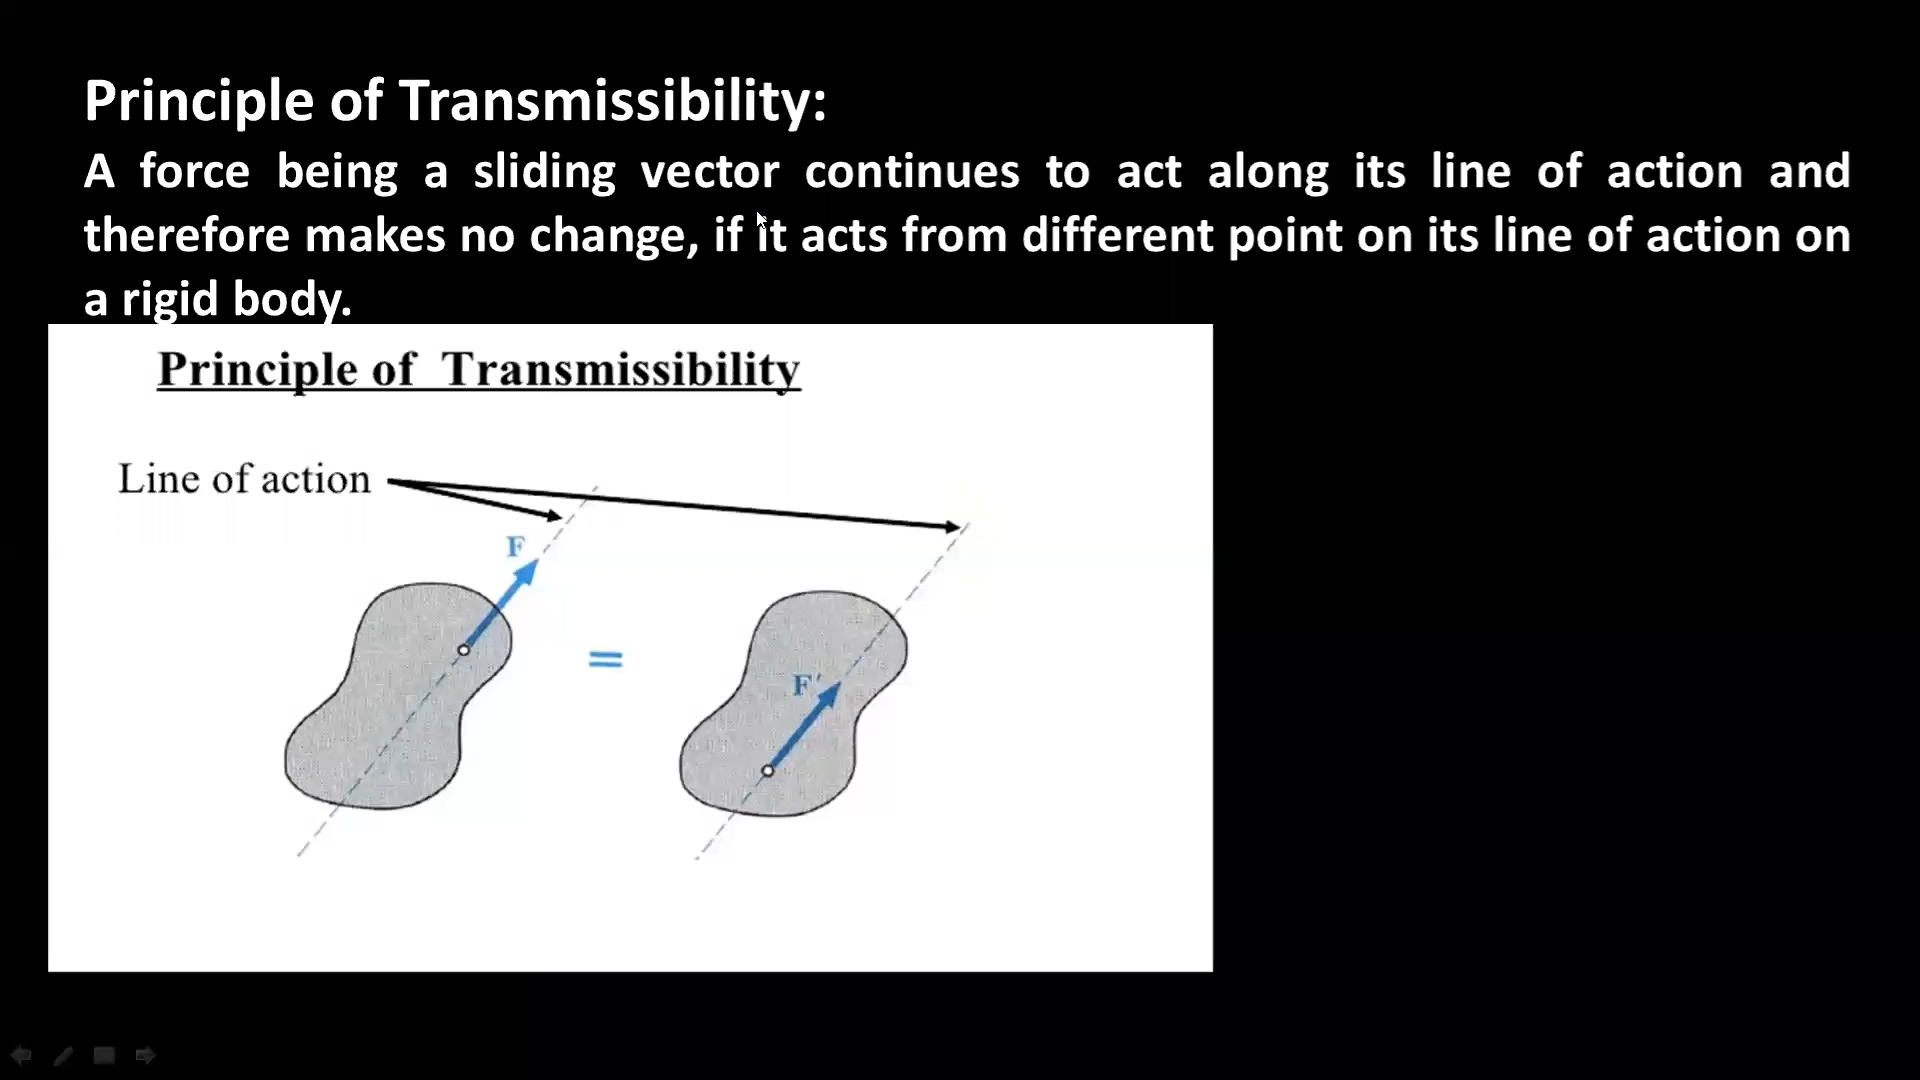 Principle of Transmissibility:
A force being a sliding vector continues to act along its line of action and
therefore makes no change, if it acts from different point on its line of action on
a rigid body.
Principle of Transmissibility
Line of action
F
=
F'